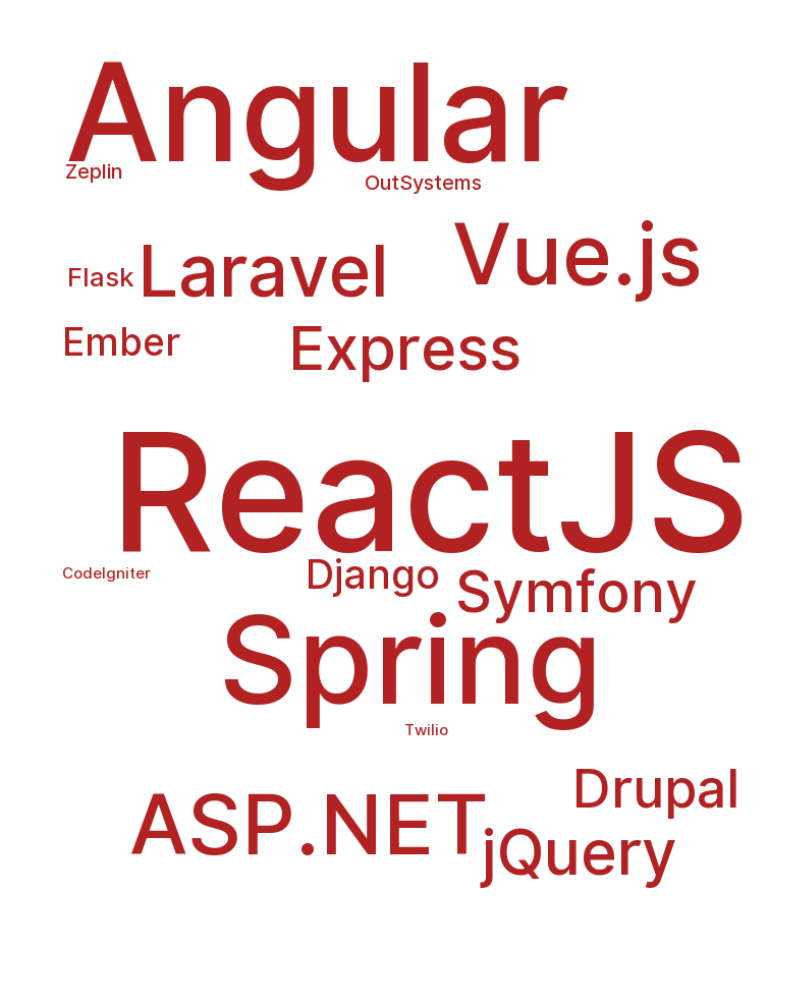 Angular
Zeplin
OutSystems
Vue.js
Flask Laravel
Ember
Express
ReactJS
CodeIgniter
Django
Symfony
Spring
Twilio
Drupal
ASP.NET
jQuery